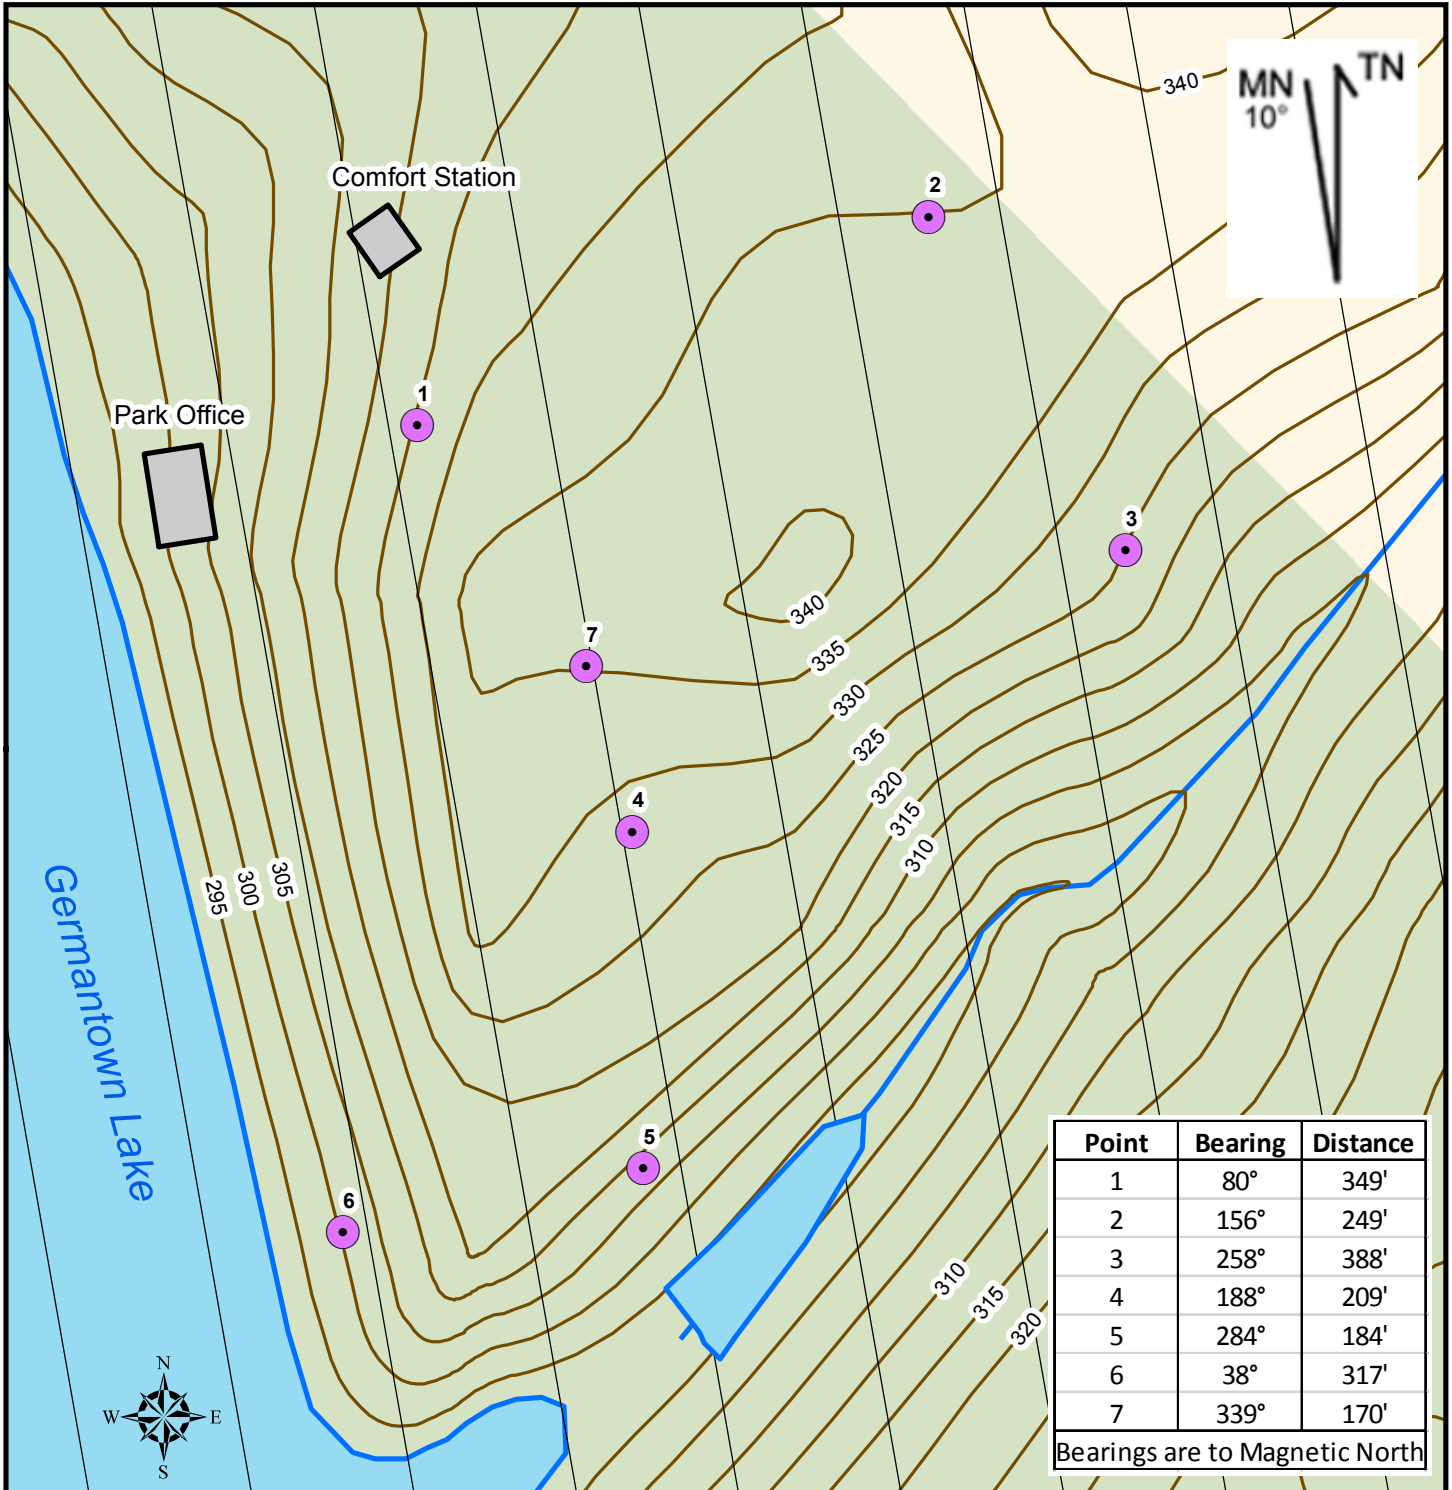 340
MN
10°
TN
Comfort Station
2
1
Park Office
3
340
7
335
330
325
4
320
315
310
295
300
305
Germantown Lake
5
6
310
315
320
N
W
E
S
Point Bearing Distance
1 80° 349'
2 156° 249'
3 258° 388'
4 188° 209'
5 284° 184'
6 38° 317'
7 339° 170'
Bearings are to Magnetic North